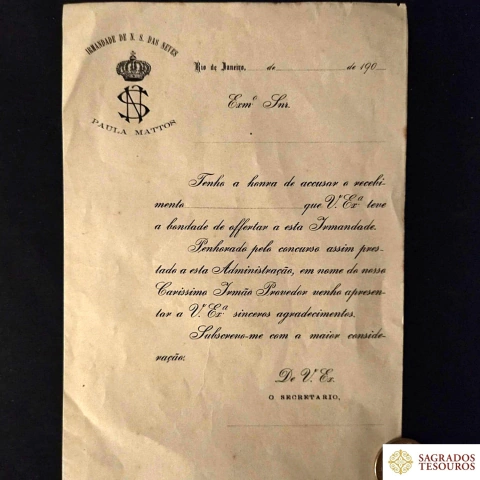 IRMANDADE DE N. S. DAS NEVES
PAULA MATTOS
Rio de Janeiro, de de 190
Exmº Snr.
Tenho a honra de accusar o recebi-
mento que V. Exª teve
a bondade de offertar a esta Irmandade.
Penhorado pelo concurso assim pres-
tado a esta Administração, em nome do nosso
Carissimo Irmão Provedor venho apresen-
tar a V. Exª sinceros agradecimentos.
Subscrevo-me com a maior conside-
ração.
De V. Ex.
O SECRETARIO,
SAGRADOS
TESOUROS